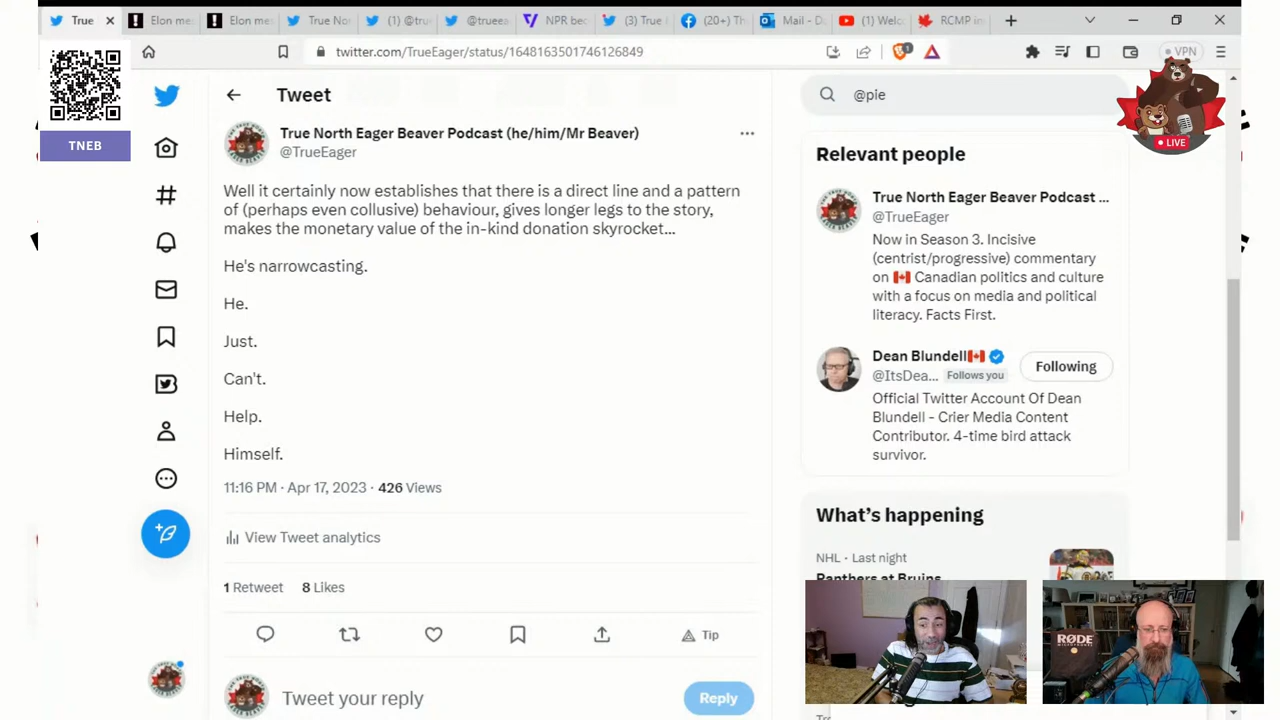 True
Elon me
Elon me
True No
(1) @tru
@truee
NPR be
(3) True
(20+) Th
Mail - D
(1) Welc
RCMP in
twitter.com/TrueEager/status/1648163501746126849
1
VPN
TNEB
Tweet
@pie
LIVE
True North Eager Beaver Podcast (he/him/Mr Beaver)
@TrueEager
Well it certainly now establishes that there is a direct line and a pattern
of (perhaps even collusive) behaviour, gives longer legs to the story,
makes the monetary value of the in-kind donation skyrocket...
He's narrowcasting.
He.
Just.
Can't.
Help.
Himself.
11:16 PM · Apr 17, 2023 · 426 Views
View Tweet analytics
1 Retweet 8 Likes
Tip
Tweet your reply
Reply
Relevant people
True North Eager Beaver Podcast ...
@TrueEager
Now in Season 3. Incisive
(centrist/progressive) commentary
on 🇨🇦 Canadian politics and culture
with a focus on media and political
literacy. Facts First.
Dean Blundell🇨🇦
@ItsDea... Follows you
Following
Official Twitter Account Of Dean
Blundell - Crier Media Content
Contributor. 4-time bird attack
survivor.
What's happening
NHL · Last night
Panthers at Bruins
RØDE
MICROPHONES